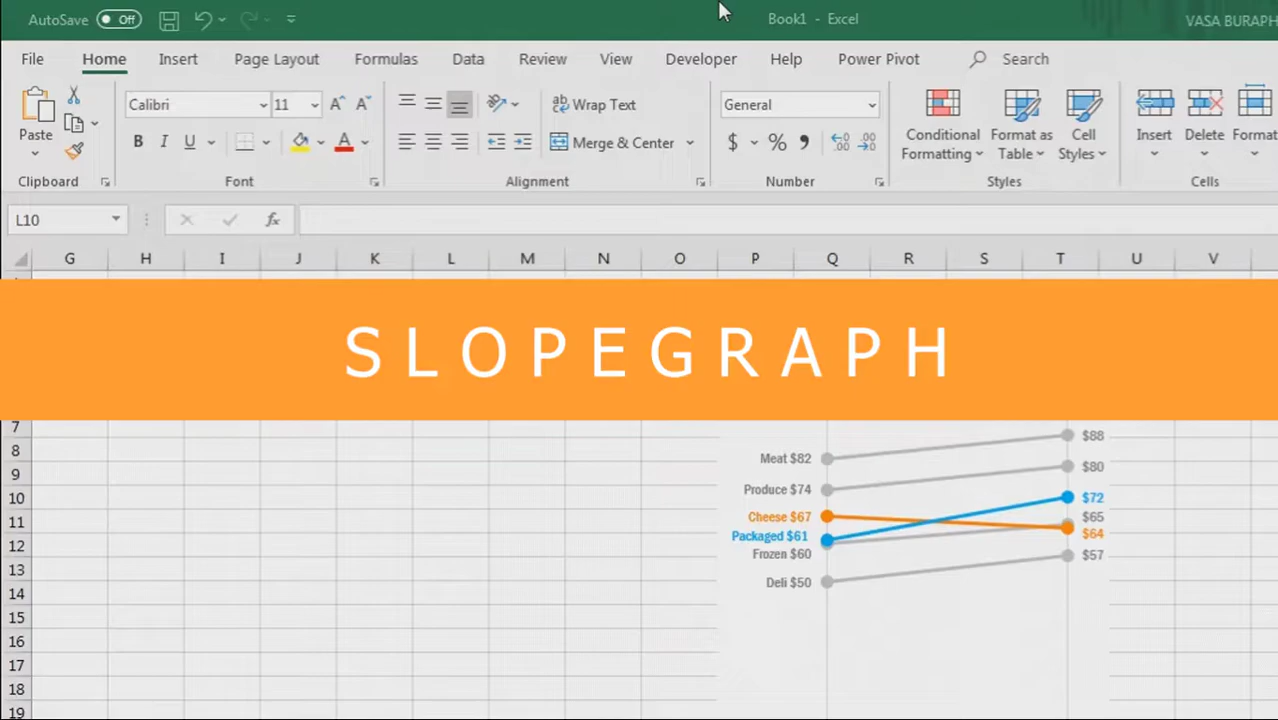 AutoSave Off Book1 - Excel VASA BURAPH
File Home Insert Page Layout Formulas Data Review View Developer Help Power Pivot Search
Calibri 11 Wrap Text General
Paste B I U A Merge & Center $ % , Conditional Formatting Format as Table Cell Styles Insert Delete Format
Clipboard Font Alignment Number Styles Cells
L10 fx
G H I J K L M N O P Q R S T U V
SLOPEGRAPH
7
$88
8 Meat $82
9 $80
Produce $74
10 $72
11 Cheese $67 $65
Packaged $61 $64
12 Frozen $60 $57
13 Deli $50
14
15
16
17
18
19